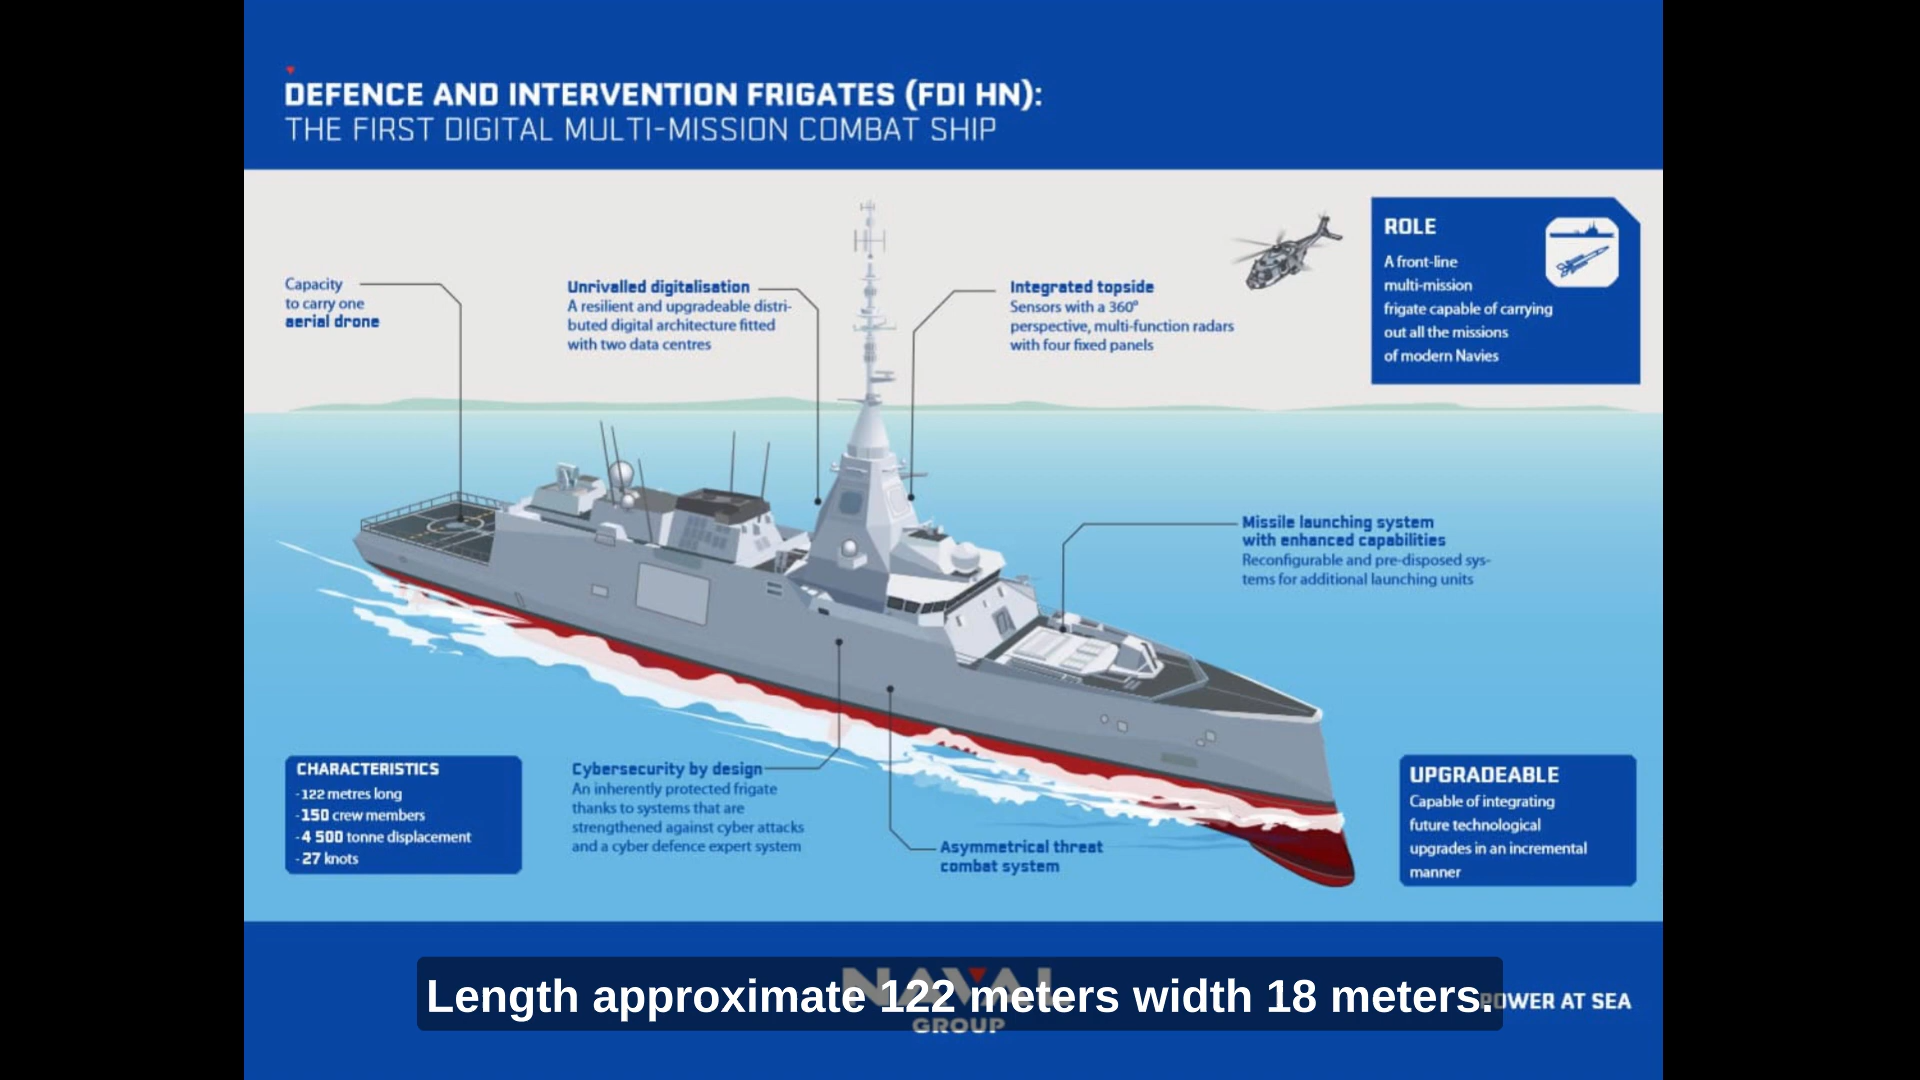 DEFENCE AND INTERVENTION FRIGATES (FDI HN):
THE FIRST DIGITAL MULTI-MISSION COMBAT SHIP
Capacity
to carry one
aerial drone
Unrivalled digitalisation
A resilient and upgradeable distri-
buted digital architecture fitted
with two data centres
Integrated topside
Sensors with a 360°
perspective, multi-function radars
with four fixed panels
ROLE
A front-line
multi-mission
frigate capable of carrying
out all the missions
of modern Navies
Missile launching system
with enhanced capabilities
Reconfigurable and pre-disposed sys-
tems for additional launching units
CHARACTERISTICS
-122 metres long
-150 crew members
-4 500 tonne displacement
-27 knots
Cybersecurity by design
An inherently protected frigate
thanks to systems that are
strengthened against cyber attacks
and a cyber defence expert system
Asymmetrical threat
combat system
UPGRADEABLE
Capable of integrating
future technological
upgrades in an incremental
manner
NAVAL
GROUP
POWER AT SEA
Length approximate 122 meters width 18 meters.